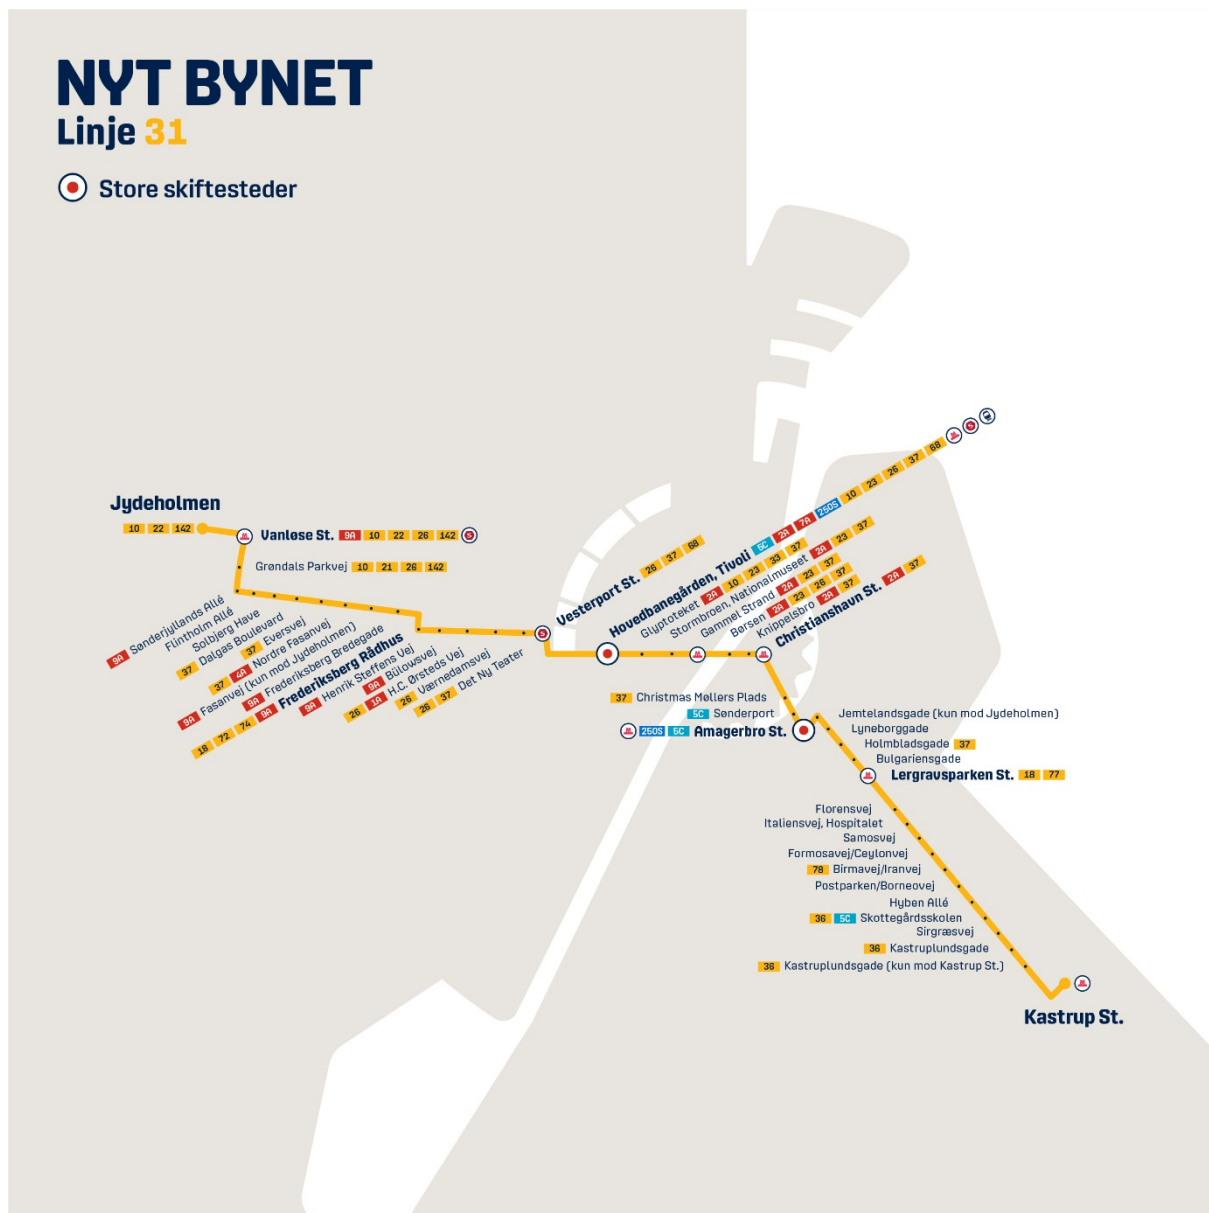 NYT BYNET
Linje 31
Store skiftesteder
Jydeholmen
10 22 142
Vanløse St. 9A 10 22 26 142 S
Grøndals Parkvej 10 21 26 142
9A Sønderjyllands Allé
Flintholm Allé
Solbjerg Have
37 Dalgas Boulevard
37 Eversvej
37 4A Nordre Fasanvej
9A Fasanvej (kun mod Jydeholmen)
9A Frederiksberg Bredegade
18 72 74 9A Frederiksberg Rådhus
9A Henrik Steffens Vej
9A Bülowsvej
26 1A H.C. Ørsteds Vej
26 Værnedamsvej
26 37 Det Ny Teater
S
Vesterport St. 26 37 68
Hovedbanegården, Tivoli 5C 2A 7A 250S 10 23 26 37 68 S
Glyptoteket 2A 10 23 33 37
Stormbroen, Nationalmuseet 2A 23 37
Gammel Strand 2A 23 37
Børsen 2A 23 26 37
Knippelsbro 2A 37
Christianshavn St. 2A 37
37 Christmas Møllers Plads
5C Sønderport
250S 5C Amagerbro St.
Jemtelandsgade (kun mod Jydeholmen)
Lyneborggade
Holmbladsgade 37
Bulgariensgade
Lergravsparken St. 18 77
Florensvej
Italiensvej, Hospitalet
Samosvej
Formosavej/Ceylonvej
78 Birmavej/Iranvej
Postparken/Borneovej
Hyben Allé
36 5C Skottegårdsskolen
Sirgræsvej
36 Kastruplundsgade
36 Kastruplundsgade (kun mod Kastrup St.)
Kastrup St.